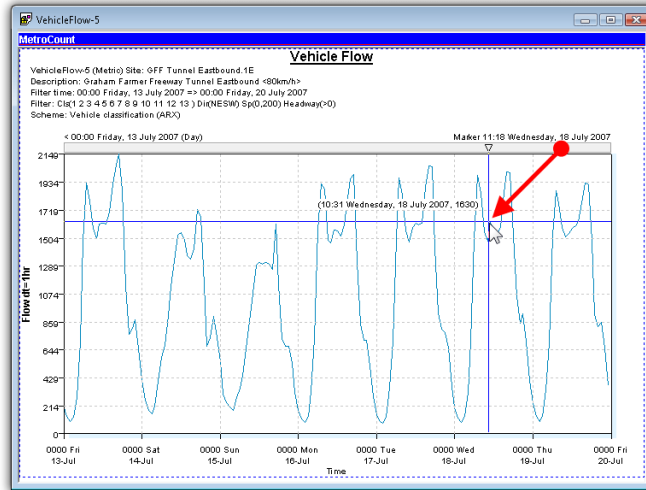 VehicleFlow-5
MetroCount
Vehicle Flow
VehicleFlow-5 (Metric) Site: GFF Tunnel Eastbound.1E
Description: Graham Farmer Freeway Tunnel Eastbound <80km/h>
Filter time: 00:00 Friday, 13 July 2007 => 00:00 Friday, 20 July 2007
Filter: Cls(1 2 3 4 5 6 7 8 9 10 11 12 13 ) Dir(NESW) Sp(0,200) Headway(>0)
Scheme: Vehicle classification (ARX)
< 00:00 Friday, 13 July 2007 (Day) Marker 11:18 Wednesday, 18 July 2007
2149
1934
(10:31 Wednesday, 18 July 2007, 1630)
1719
1504
1289
1074
859
644
429
214
0
Flow dt=1hr
0000 Fri 0000 Sat 0000 Sun 0000 Mon 0000 Tue 0000 Wed 0000 Thu 0000 Fri
13-Jul 14-Jul 15-Jul 16-Jul 17-Jul 18-Jul 19-Jul 20-Jul
Time